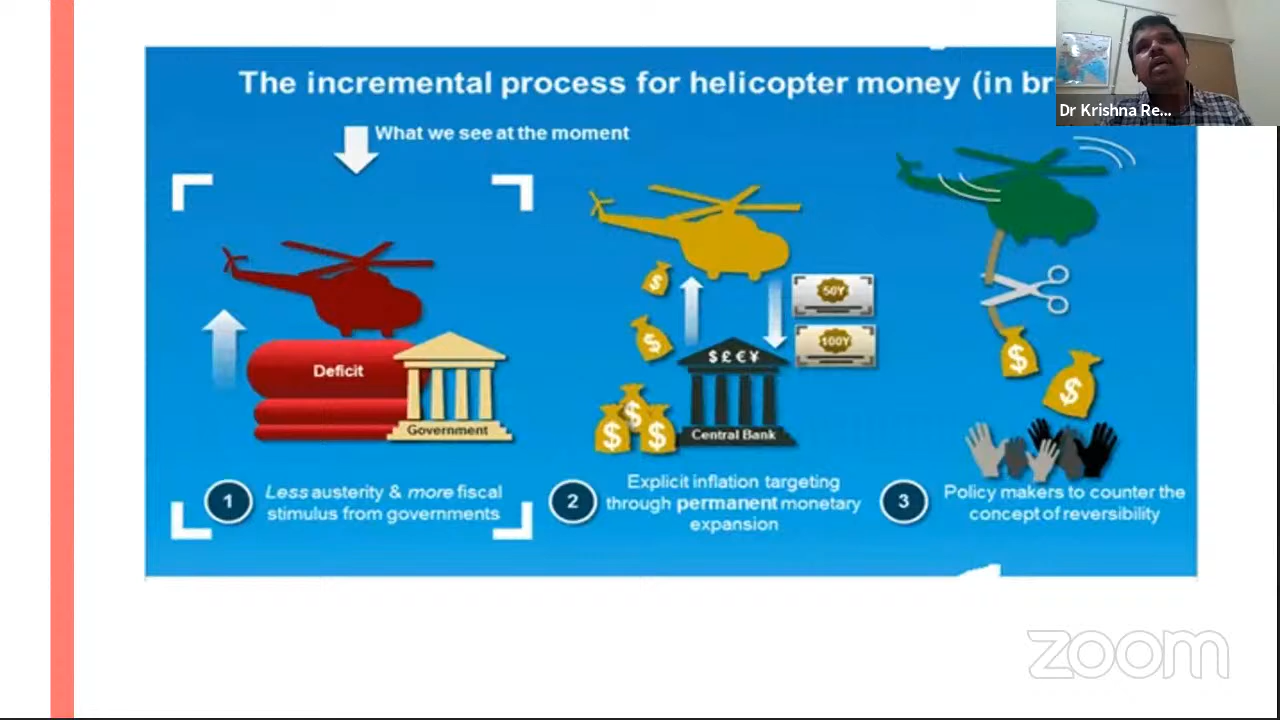 The incremental process for helicopter money (in br
Dr Krishna Re...
What we see at the moment
50Y
100Y
$
$
$ $ $
$£€¥
$
$
Deficit
Government
Central Bank
1
Less austerity & more fiscal
stimulus from governments
2
Explicit inflation targeting
through permanent monetary
expansion
3
Policy makers to counter the
concept of reversibility
zoom